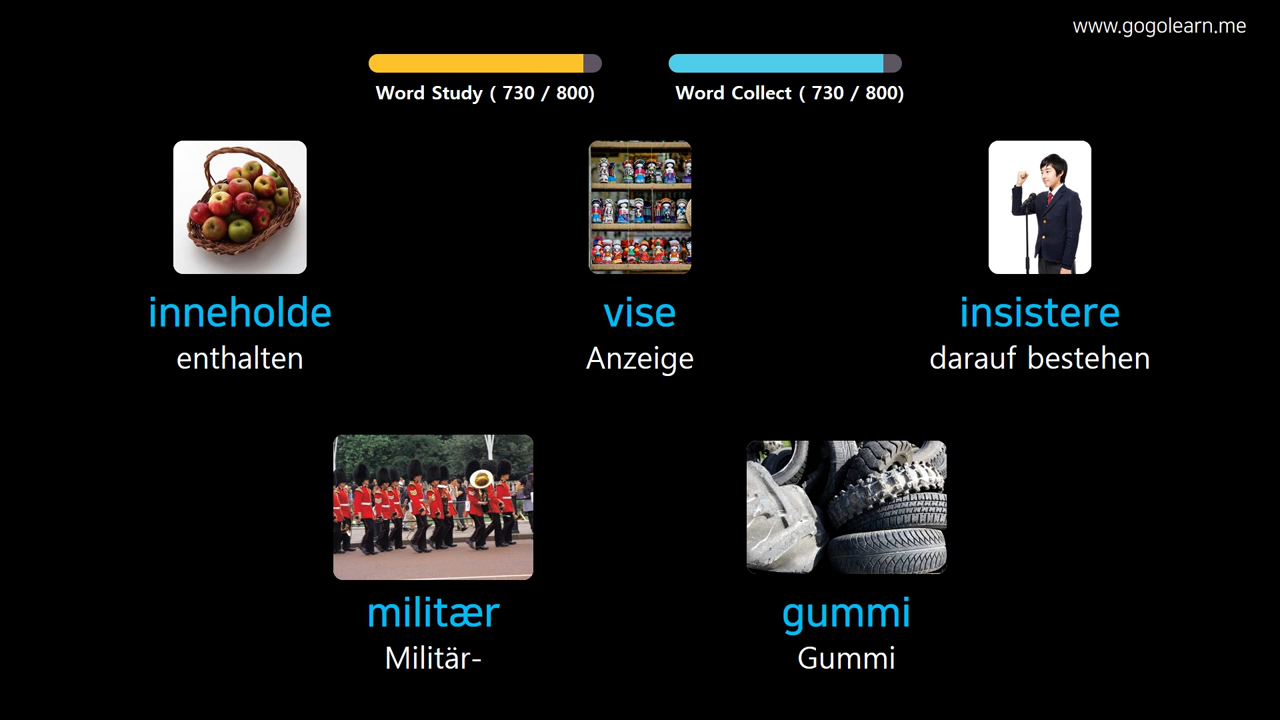 www.gogolearn.me
Word Study ( 730 / 800)
Word Collect ( 730 / 800)
inneholde
enthalten
vise
Anzeige
insistere
darauf bestehen
militær
Militär-
gummi
Gummi